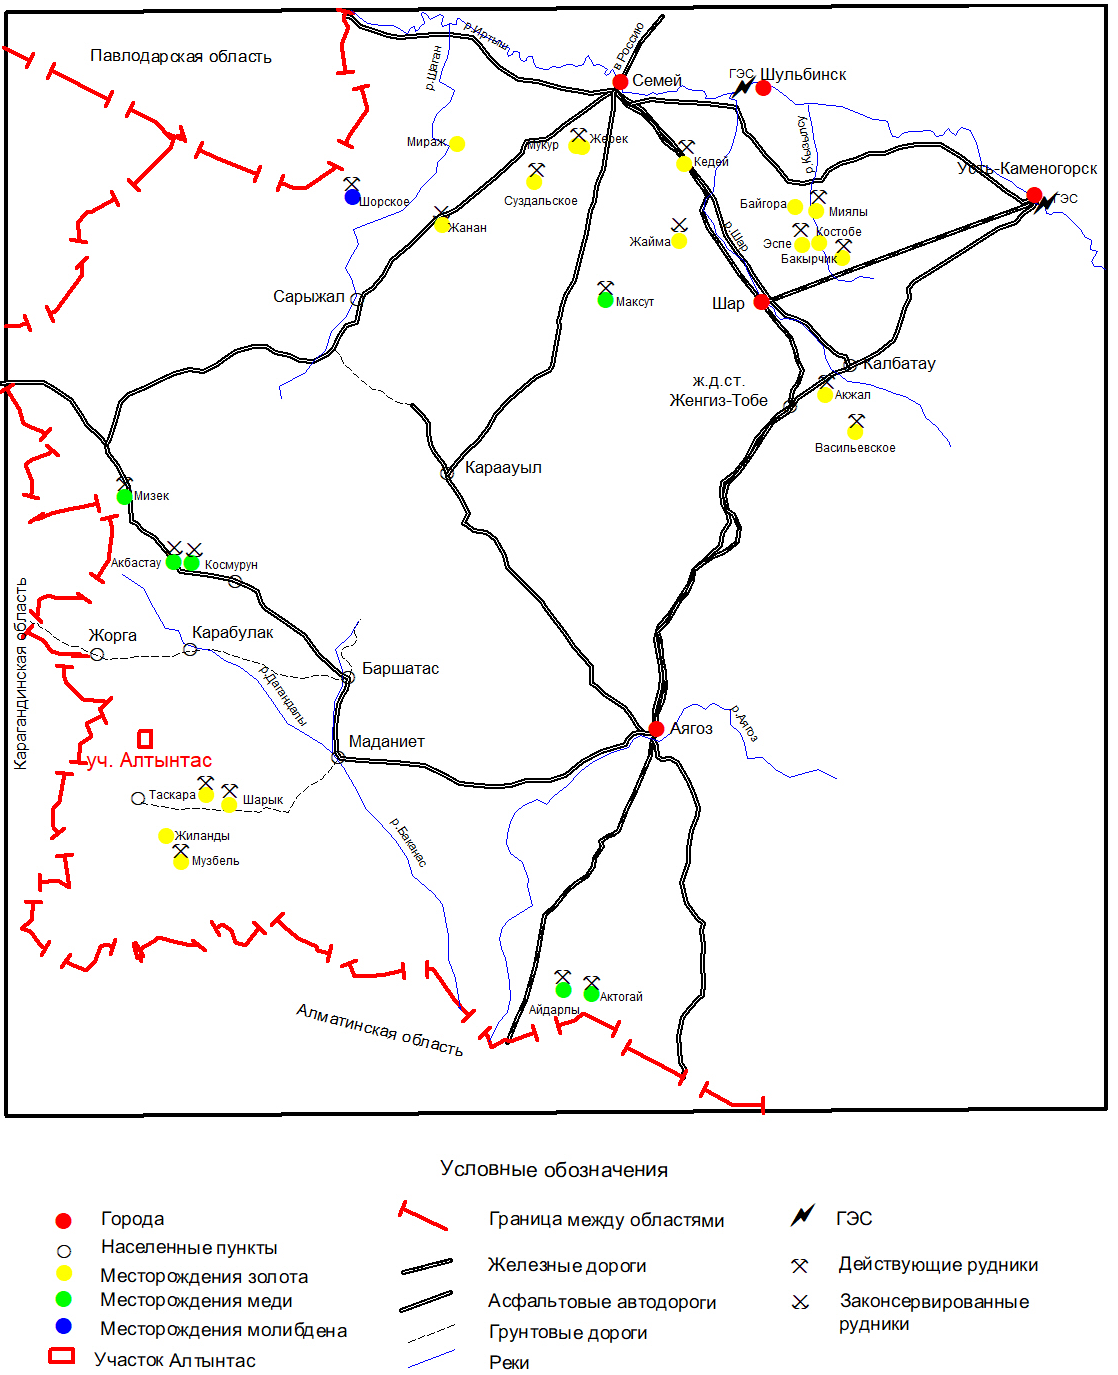 Павлодарская область
р.Иртыш
р.Шаган
в Россию
Семей
ГЭС
Шульбинск
р.Кызылсу
Мираж
Мукур
Жерек
Кедей
Усть-Каменогорск
ГЭС
Шорское
Суздальское
Байгора
Миялы
Жанан
Жайма
р.Шар
Эспе
Костобе
Бакырчик
Сарыжал
Максут
Шар
Калбатау
ж.д.ст.
Женгиз-Тобе
Акжал
Васильевское
Караауыл
Мизек
Акбастау
Космурун
Карагандинская область
Жорга
Карабулак
Баршатас
р.Дагандалы
р.Аягоз
Аягоз
Маданиет
уч. Алтынтас
Таскара
Шарык
Жиланды
Музбель
р.Баканас
Айдарлы
Актогай
Алматинская область
Условные обозначения
Города
Населенные пункты
Месторождения золота
Месторождения меди
Месторождения молибдена
Участок Алтынтас
Граница между областями
Железные дороги
Асфальтовые автодороги
Грунтовые дороги
Реки
ГЭС
Действующие рудники
Законсервированные
рудники